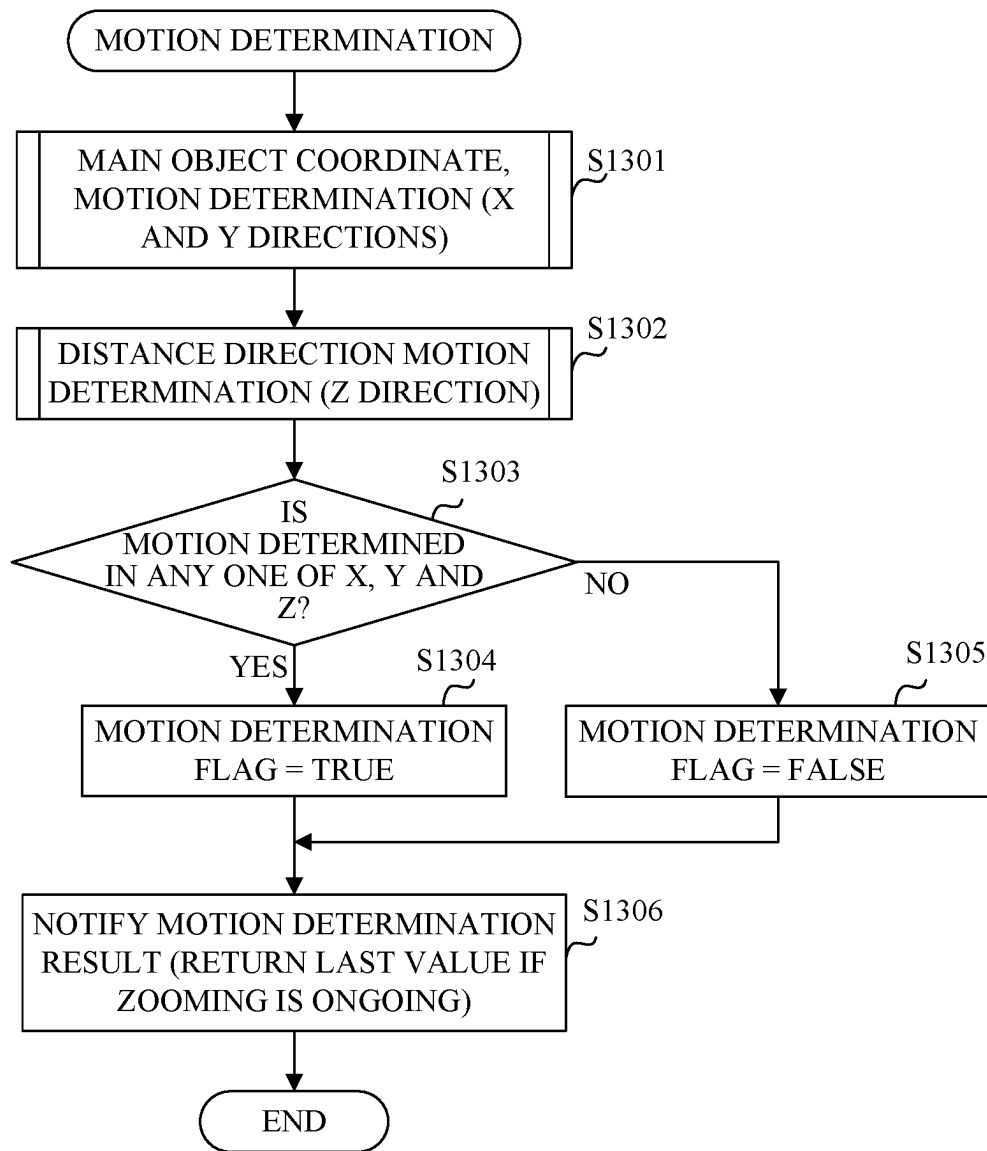 MOTION DETERMINATION
MAIN OBJECT COORDINATE,
MOTION DETERMINATION (X
AND Y DIRECTIONS)
S1301
DISTANCE DIRECTION MOTION
DETERMINATION (Z DIRECTION)
S1302
S1303
IS
MOTION DETERMINED
IN ANY ONE OF X, Y AND
Z?
NO
YES
S1304
S1305
MOTION DETERMINATION
FLAG = TRUE
MOTION DETERMINATION
FLAG = FALSE
NOTIFY MOTION DETERMINATION
RESULT (RETURN LAST VALUE IF
ZOOMING IS ONGOING)
S1306
END